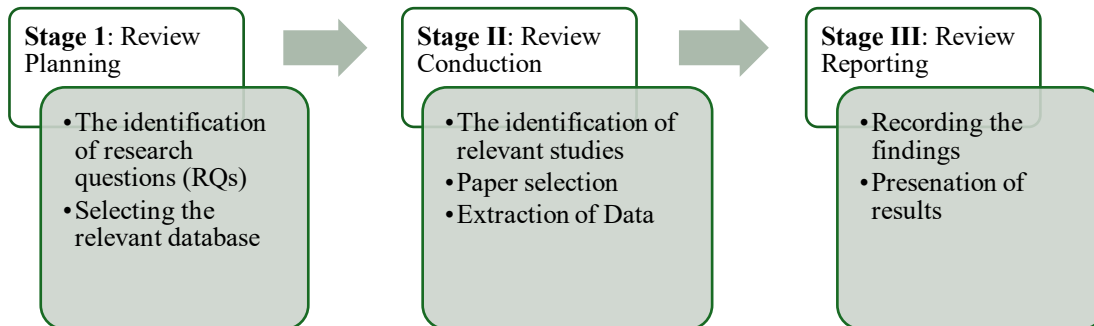 Stage 1: Review
Planning
•The identification
of research
questions (RQs)
•Selecting the
relevant database
Stage II: Review
Conduction
•The identification of
relevant studies
•Paper selection
•Extraction of Data
Stage III: Review
Reporting
•Recording the
findings
•Presenation of
results